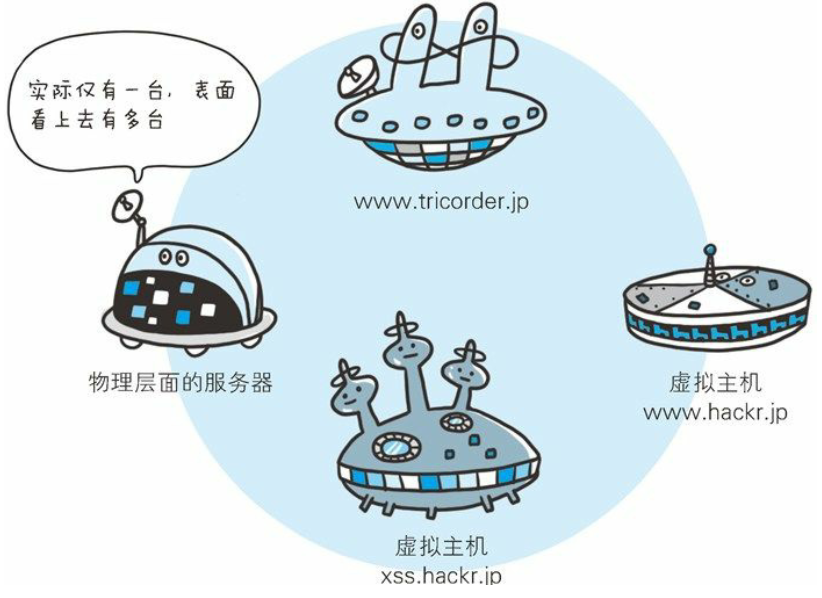 实际仅有一台，表面
看上去有多台
www.tricorder.jp
物理层面的服务器
虚拟主机
www.hackr.jp
虚拟主机
xss.hackr.jp